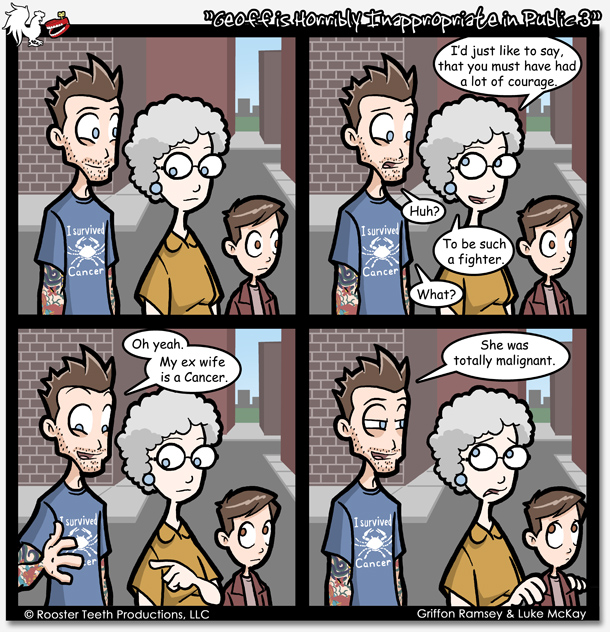 "Geoff is Horribly Inappropriate in Public 3"
I survived
Cancer
I'd just like to say,
that you must have had
a lot of courage.
Huh?
To be such
a fighter.
What?
I survived
Cancer
Oh yeah.
My ex wife
is a Cancer.
I survived
cer
She was
totally malignant.
I survived
Cancer
© Rooster Teeth Productions, LLC
Griffon Ramsey & Luke McKay